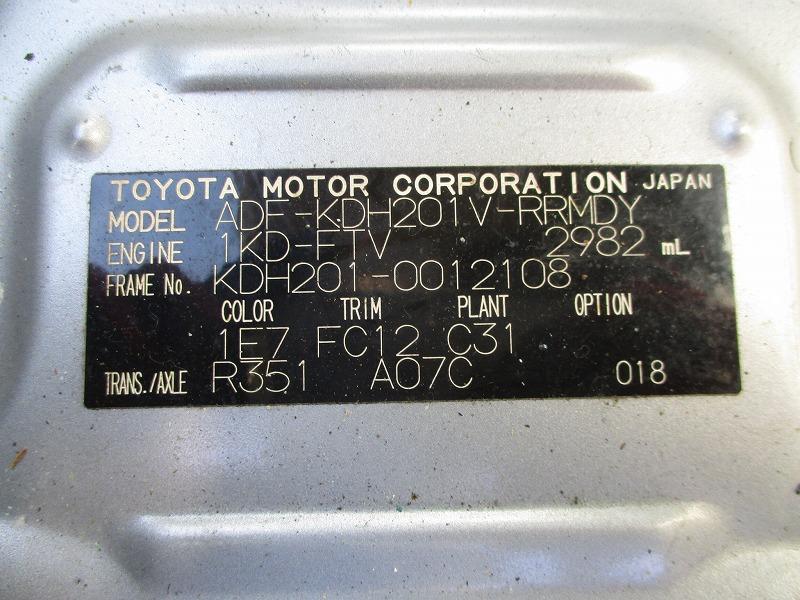 TOYOTA MOTOR CORPORATION JAPAN
MODEL ADF-KDH201V-RRMDY
ENGINE 1KD-FTV 2982 mL
FRAME No. KDH201-0012108
COLOR TRIM PLANT OPTION
1E7 FC12 C31
TRANS./AXLE R351 A07C 018